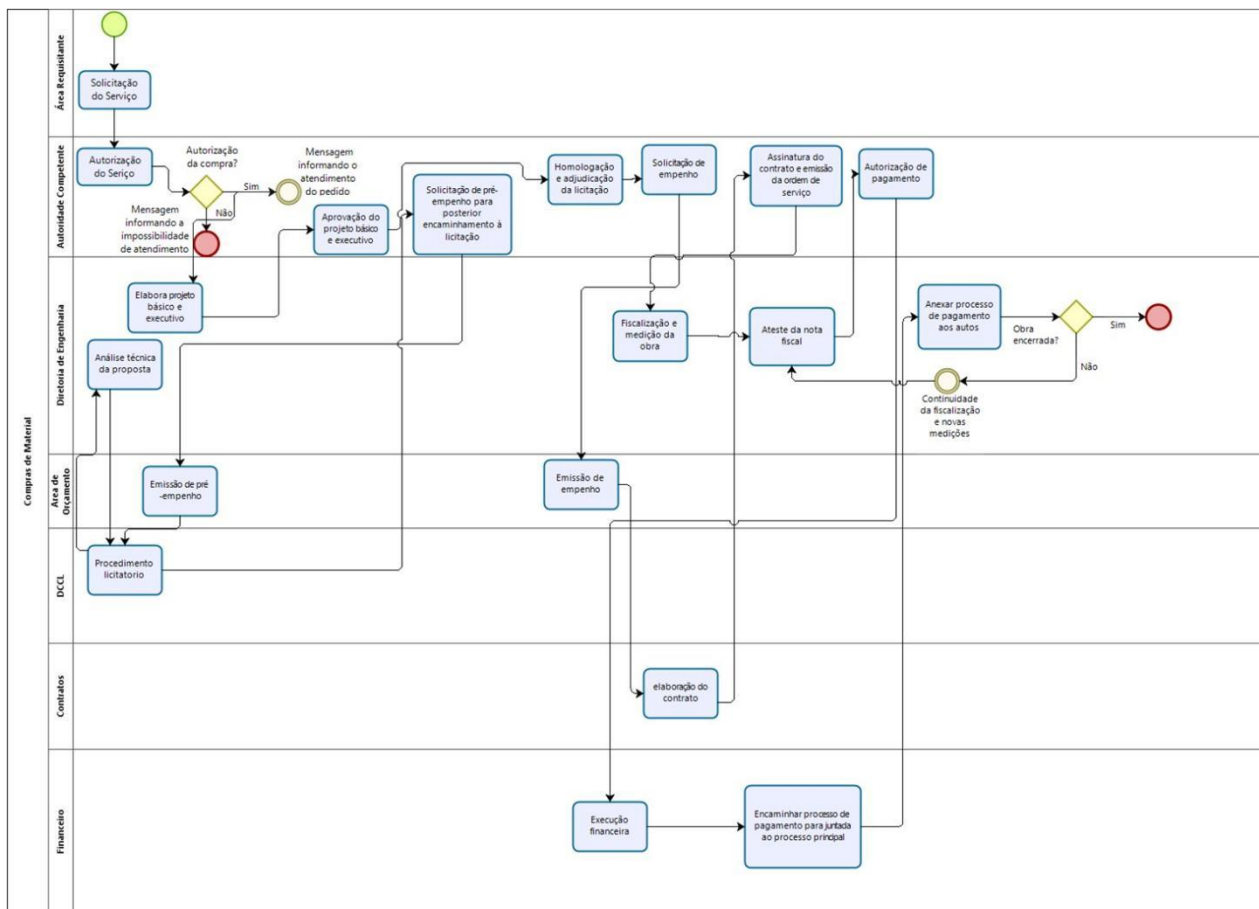 Compras de Material
Área Requisitante
Solicitação
do Serviço
Autoridade Competente
Autorização
do Seriço
Autorização
da compra?
Sim
Não
Mensagem
informando o
atendimento
do pedido
Mensagem
informando a
impossibilidade
de atendimento
Aprovação do
projeto básico
e executivo
Solicitação de pré-
empenho para
posterior
encaminhamento à
licitação
Homologação
e adjudicação
da licitação
Solicitação de
empenho
Assinatura do
contrato e emissão
da ordem de
serviço
Autorização de
pagamento
Diretoria de Engenharia
Elabora projeto
básico e
executivo
Análise técnica
da proposta
Fiscalização e
medição da
obra
Ateste da nota
fiscal
Anexar processo
de pagamento
aos autos
Obra
encerrada?
Sim
Não
Continuidade
da fiscalização
e novas
medições
Área de
Orçamento
Emissão de pré
-empenho
Emissão de
empenho
DCCL
Procedimento
licitatorio
Contratos
elaboração do
contrato
Financeiro
Execução
financeira
Encaminhar processo de
pagamento para juntada
ao processo principal